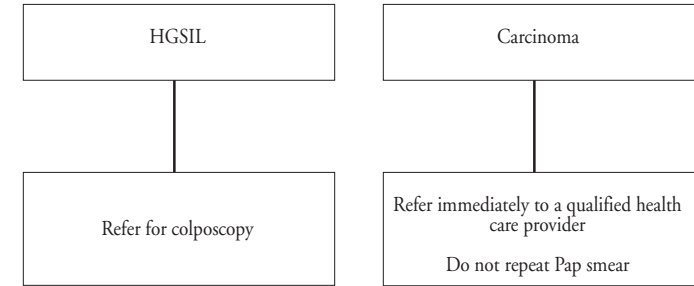 HGSIL
Carcinoma
Refer for colposcopy
Refer immediately to a qualified health
care provider
Do not repeat Pap smear